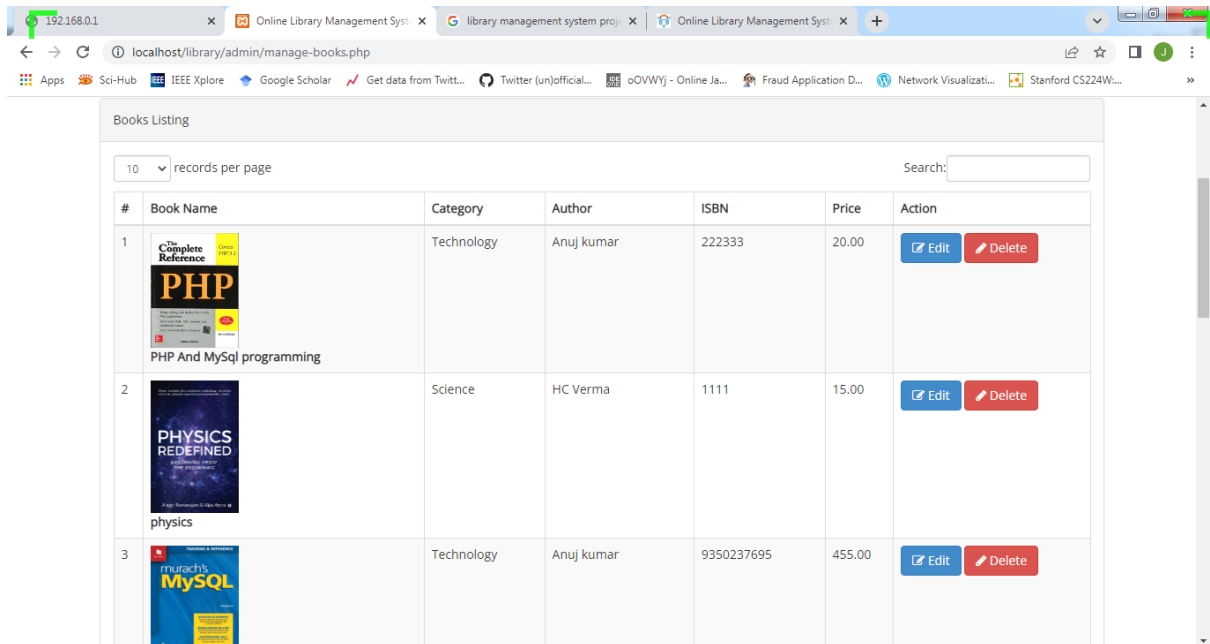 192.168.0.1
Online Library Management Syst
library management system proje
Online Library Management Syst
localhost/library/admin/manage-books.php
J
Apps
Sci-Hub
IEEE
IEEE Xplore
Google Scholar
Get data from Twitt...
Twitter (un)official...
oOVWYj - Online Ja...
Fraud Application D...
Network Visualizati...
Stanford CS224W:...
»
Books Listing
10 records per page
Search:
# Book Name Category Author ISBN Price Action
1 Technology Anuj kumar 222333 20.00 Edit Delete
The
Complete
Reference
PHP
PHP And MySql programming
2 Science HC Verma 1111 15.00 Edit Delete
PHYSICS
REDEFINED
physics
3 Technology Anuj kumar 9350237695 455.00 Edit Delete
TRAINING & REFERENCE
murach's
MySQL